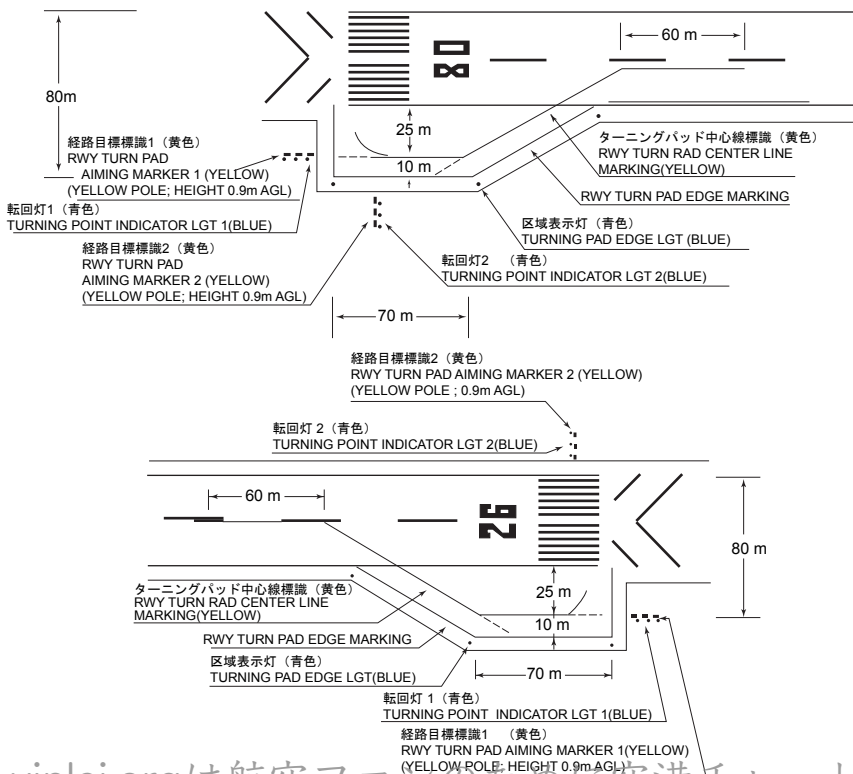 60 m
08
80m
25 m
10 m
経路目標標識1（黄色）
RWY TURN PAD
AIMING MARKER 1 (YELLOW)
(YELLOW POLE; HEIGHT 0.9m AGL)
転回灯1（青色）
TURNING POINT INDICATOR LGT 1(BLUE)
経路目標標識2（黄色）
RWY TURN PAD
AIMING MARKER 2 (YELLOW)
(YELLOW POLE; HEIGHT 0.9m AGL)
ターニングパッド中心線標識（黄色）
RWY TURN RAD CENTER LINE
MARKING(YELLOW)
RWY TURN PAD EDGE MARKING
区域表示灯（青色）
TURNING PAD EDGE LGT (BLUE)
転回灯2　（青色）
TURNING POINT INDICATOR LGT 2(BLUE)
70 m
経路目標標識2（黄色）
RWY TURN PAD AIMING MARKER 2 (YELLOW)
(YELLOW POLE ; 0.9m AGL)
転回灯 2（青色）
TURNING POINT INDICATOR LGT 2(BLUE)
60 m
26
80 m
25 m
10 m
ターニングパッド中心線標識（黄色）
RWY TURN RAD CENTER LINE
MARKING(YELLOW)
RWY TURN PAD EDGE MARKING
区域表示灯（青色）
TURNING PAD EDGE LGT(BLUE)
70 m
転回灯 1（青色）
TURNING POINT INDICATOR LGT 1(BLUE)
経路目標標識1　（黄色）
RWY TURN PAD AIMING MARKER 1(YELLOW)
(YELLOW POLE; HEIGHT 0.9m AGL)